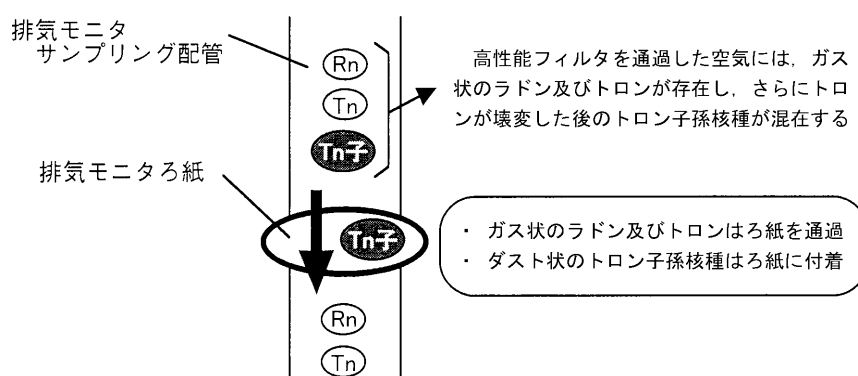 排気モニタ
サンプリング配管
Rn
Tn
Tn子
高性能フィルタを通過した空気には，ガス
状のラドン及びトロンが存在し，さらにトロ
ンが壊変した後のトロン子孫核種が混在する
排気モニタろ紙
Tn子
・ ガス状のラドン及びトロンはろ紙を通過
・ ダスト状のトロン子孫核種はろ紙に付着
Rn
Tn